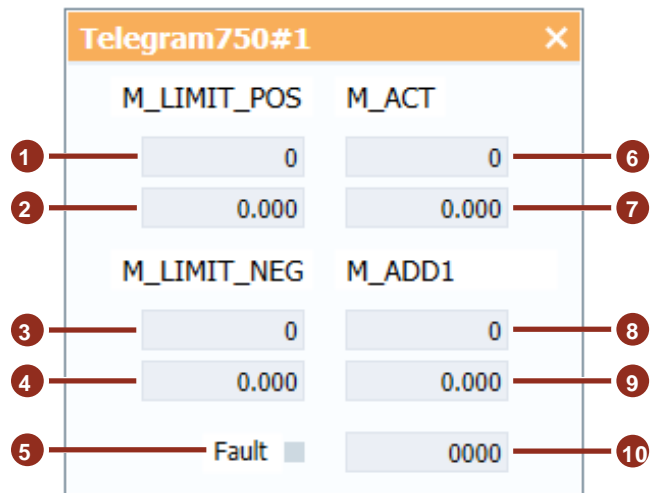 Telegram750#1 ×
M_LIMIT_POS M_ACT
1 0 0 6
2 0.000 0.000 7
M_LIMIT_NEG M_ADD1
3 0 0 8
4 0.000 0.000 9
5 Fault 0000 10